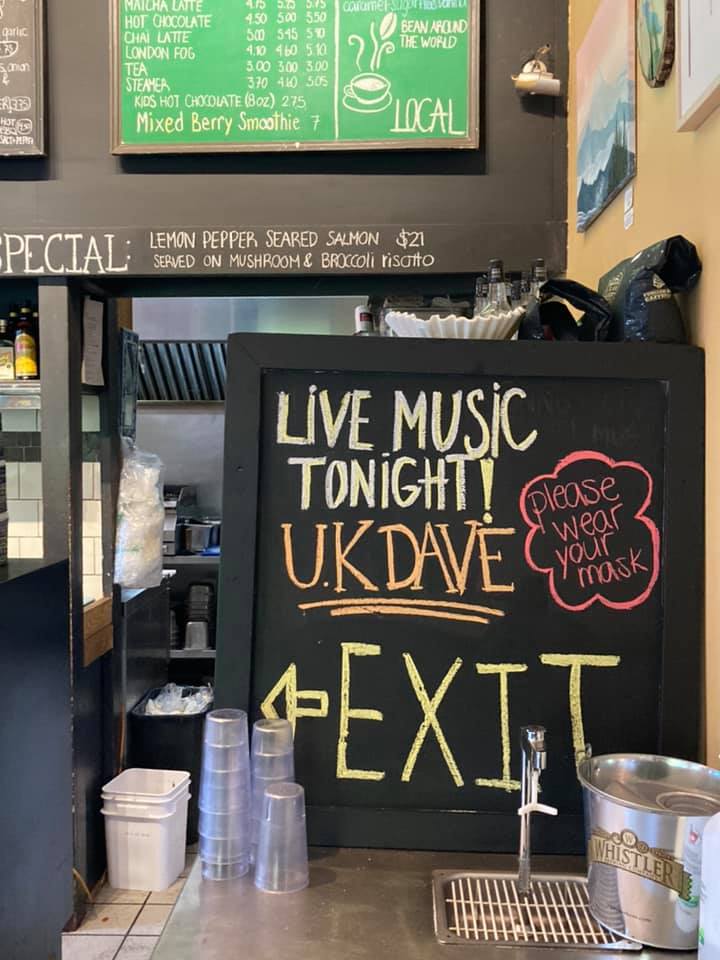 MATCHA LATTE 4.75 5.35 5.75
HOT CHOCOLATE 4.50 5.00 5.50
CHAI LATTE 5.00 5.45 5.90
LONDON FOG 4.10 4.60 5.10
TEA 3.00 3.00 3.00
STEAMER 3.70 4.60 5.05
KIDS HOT CHOCOLATE (8oz) 2.75
Mixed Berry Smoothie 7
BEAN AROUND
THE WORLD
LOCAL
garlic
SPECIAL: LEMON PEPPER SEARED SALMON $21
SERVED ON MUSHROOM & BROCCOLI risotto
LIVE MUSIC
TONIGHT!
U.K DAVE
please
wear
your
mask
EXIT
WHISTLER